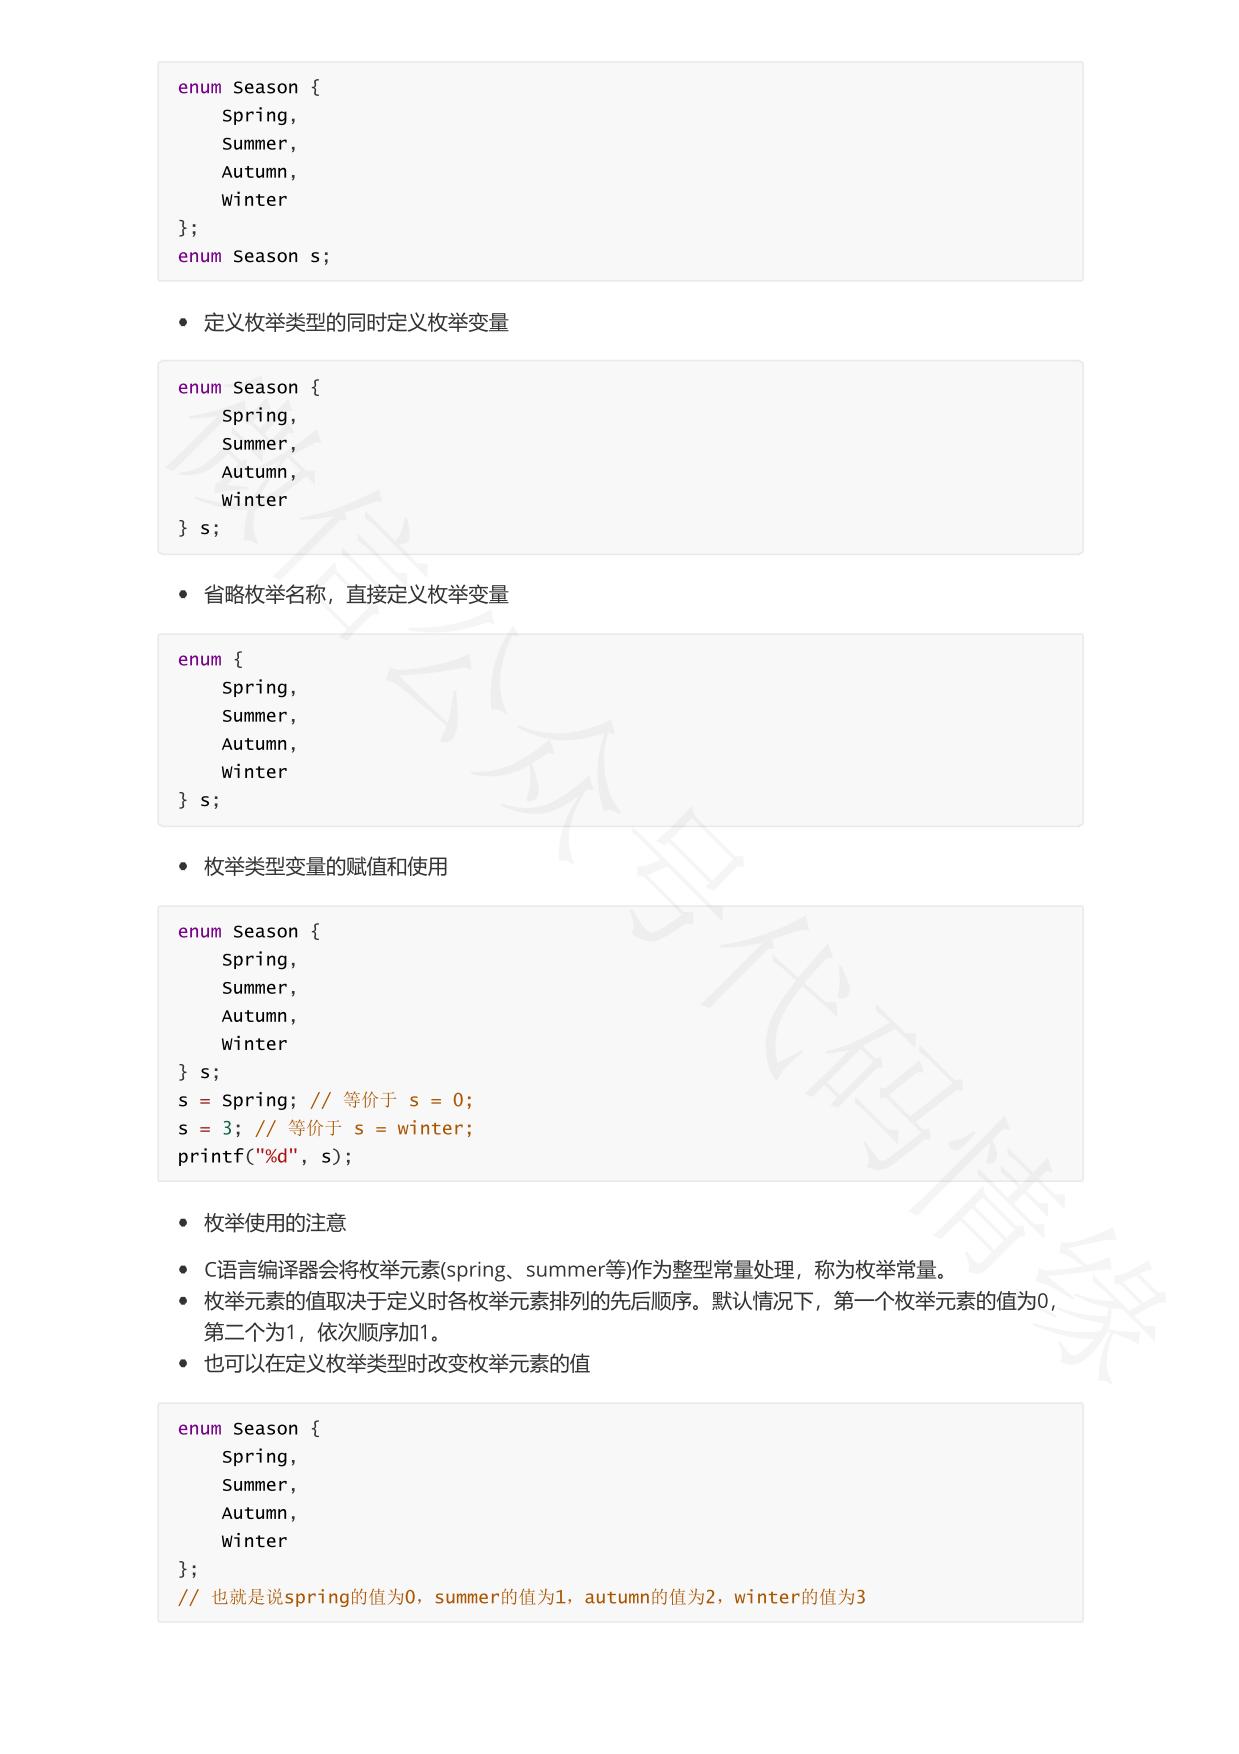 enum Season {
    Spring,
    Summer,
    Autumn,
    Winter
};
enum Season s;
• 定义枚举类型的同时定义枚举变量
enum Season {
    Spring,
    Summer,
    Autumn,
    Winter
} s;
• 省略枚举名称，直接定义枚举变量
enum {
    Spring,
    Summer,
    Autumn,
    Winter
} s;
• 枚举类型变量的赋值和使用
enum Season {
    Spring,
    Summer,
    Autumn,
    Winter
} s;
s = Spring; // 等价于 s = 0;
s = 3; // 等价于 s = winter;
printf("%d", s);
• 枚举使用的注意
• C语言编译器会将枚举元素(spring、summer等)作为整型常量处理，称为枚举常量。
• 枚举元素的值取决于定义时各枚举元素排列的先后顺序。默认情况下，第一个枚举元素的值为0，
第二个为1，依次顺序加1。
• 也可以在定义枚举类型时改变枚举元素的值
enum Season {
    Spring,
    Summer,
    Autumn,
    Winter
};
// 也就是说spring的值为0，summer的值为1，autumn的值为2，winter的值为3
微信公众号代码情缘